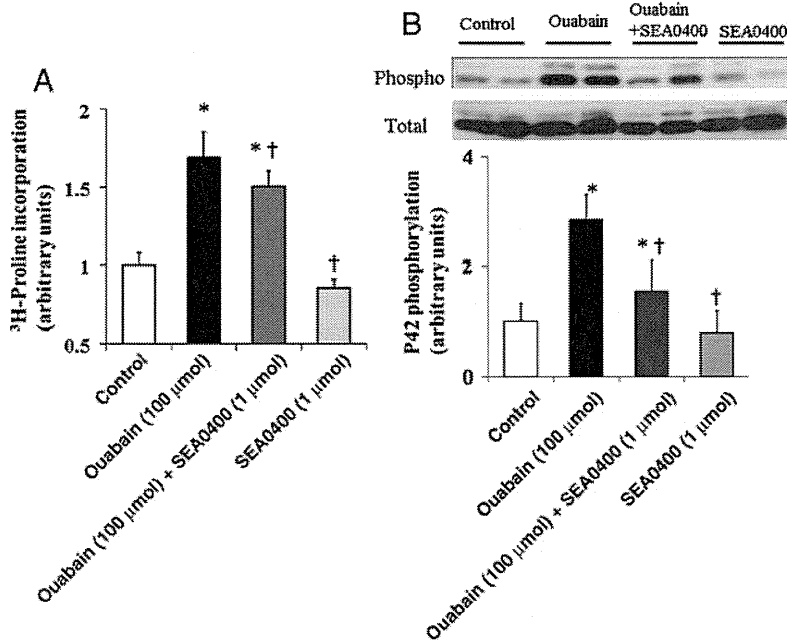 A
³H-Proline incorporation
(arbitrary units)
2
1.5
1
0.5
*
* †
†
Control
Ouabain (100 μmol)
Ouabain (100 μmol) + SEA0400 (1 μmol)
SEA0400 (1 μmol)
B
Control
Ouabain
Ouabain
+SEA0400
SEA0400
Phospho
Total
P42 phosphorylation
(arbitrary units)
4
2
0
*
* †
†
Control
Ouabain (100 μmol)
Ouabain (100 μmol) + SEA0400 (1 μmol)
SEA0400 (1 μmol)